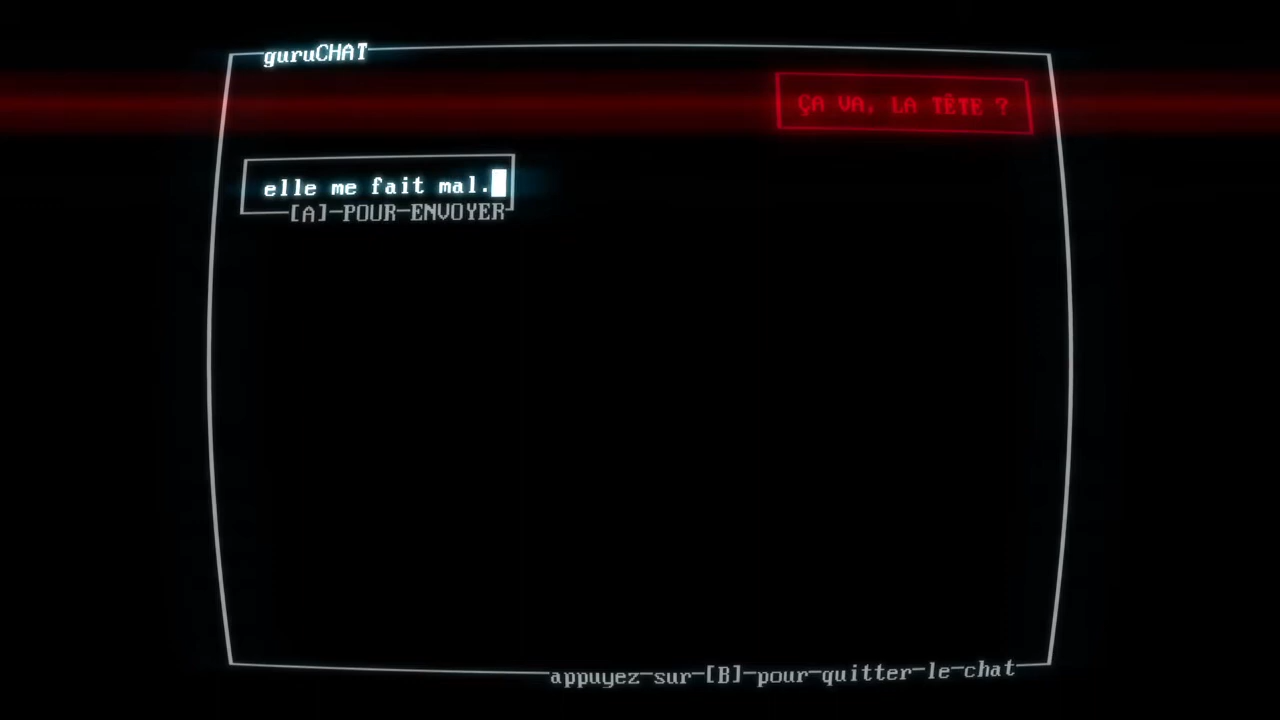 guruCHAT
ÇA VA, LA TÊTE ?
elle me fait mal.
[A] POUR ENVOYER
appuyez sur [B] pour quitter le chat